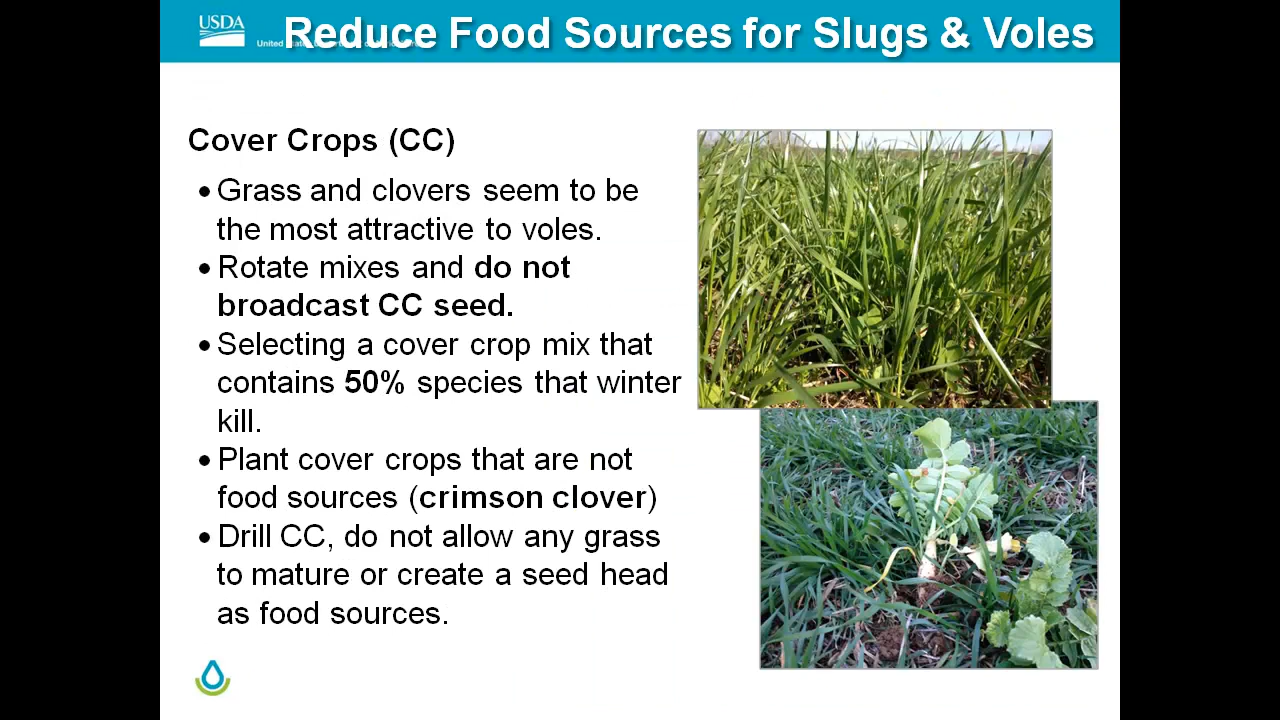 USDA
Reduce Food Sources for Slugs & Voles
United
Cover Crops (CC)
• Grass and clovers seem to be
the most attractive to voles.
• Rotate mixes and do not
broadcast CC seed.
• Selecting a cover crop mix that
contains 50% species that winter
kill.
• Plant cover crops that are not
food sources (crimson clover)
• Drill CC, do not allow any grass
to mature or create a seed head
as food sources.